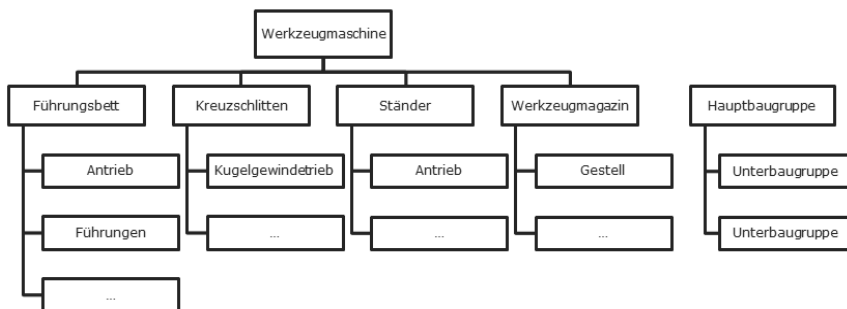 Werkzeugmaschine
Führungsbett
Kreuzschlitten
Ständer
Werkzeugmagazin
Hauptbaugruppe
Antrieb
Kugelgewindetrieb
Antrieb
Gestell
Unterbaugruppe
Führungen
...
...
...
Unterbaugruppe
...